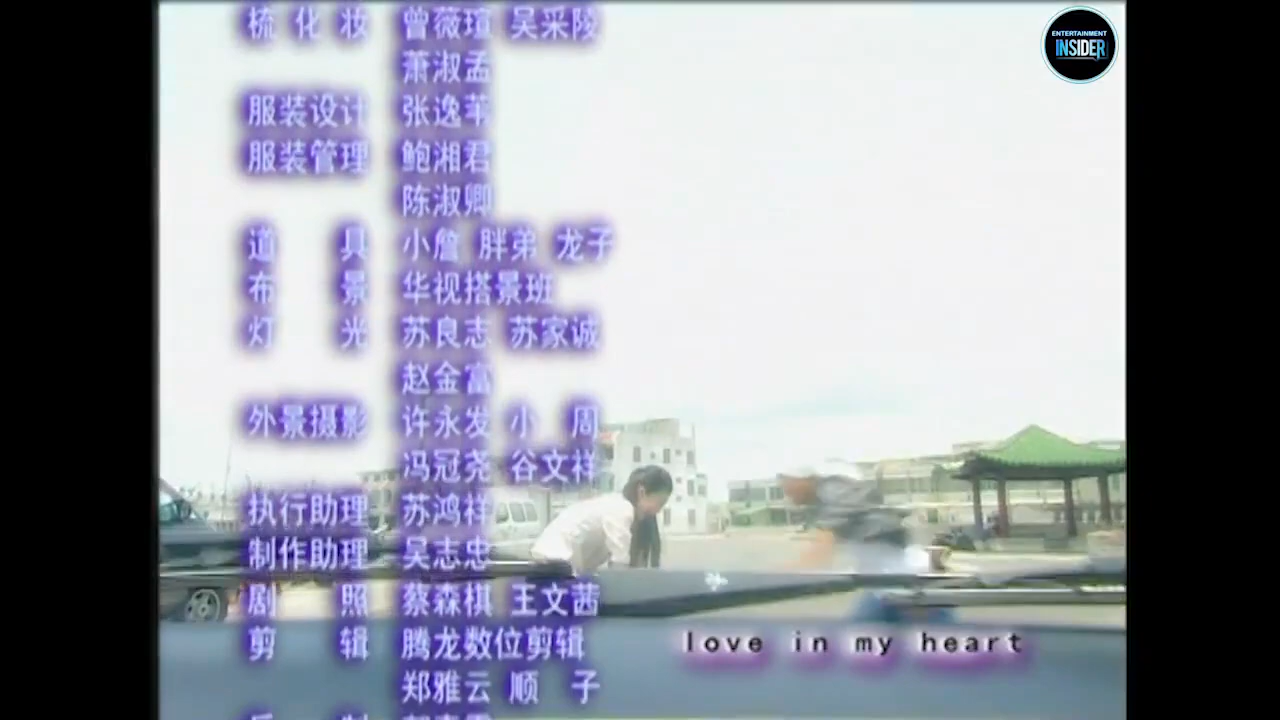 梳 化 妆 曾薇瑄 吴采陵
萧淑孟
服装设计 张逸苇
服装管理 鲍湘君
陈淑卿
道 具 小詹 胖弟 龙子
布 景 华视搭景班
灯 光 苏良志 苏家诚
赵金富
外景摄影 许永发 小 周
冯冠尧 谷文祥
执行助理 苏鸿祥
制作助理 吴志忠
剧 照 蔡森棋 王文茜
剪 辑 腾龙数位剪辑
郑雅云 顺 子
love in my heart
ENTERTAINMENT
INSIDER